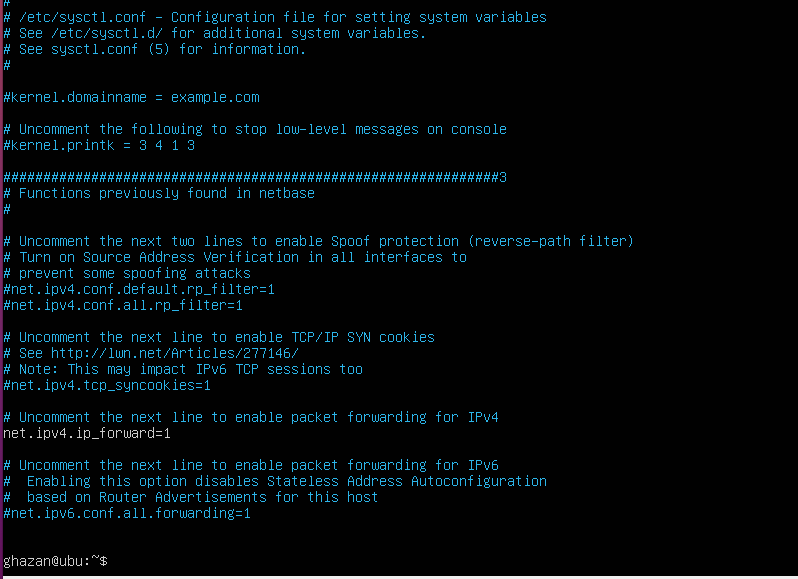 #
# /etc/sysctl.conf - Configuration file for setting system variables
# See /etc/sysctl.d/ for additional system variables.
# See sysctl.conf (5) for information.
#
#kernel.domainname = example.com
# Uncomment the following to stop low-level messages on console
#kernel.printk = 3 4 1 3
##############################################################3
# Functions previously found in netbase
#
# Uncomment the next two lines to enable Spoof protection (reverse-path filter)
# Turn on Source Address Verification in all interfaces to
# prevent some spoofing attacks
#net.ipv4.conf.default.rp_filter=1
#net.ipv4.conf.all.rp_filter=1
# Uncomment the next line to enable TCP/IP SYN cookies
# See http://lwn.net/Articles/277146/
# Note: This may impact IPv6 TCP sessions too
#net.ipv4.tcp_syncookies=1
# Uncomment the next line to enable packet forwarding for IPv4
net.ipv4.ip_forward=1
# Uncomment the next line to enable packet forwarding for IPv6
#  Enabling this option disables Stateless Address Autoconfiguration
#  based on Router Advertisements for this host
#net.ipv6.conf.all.forwarding=1
ghazan@ubu:~$